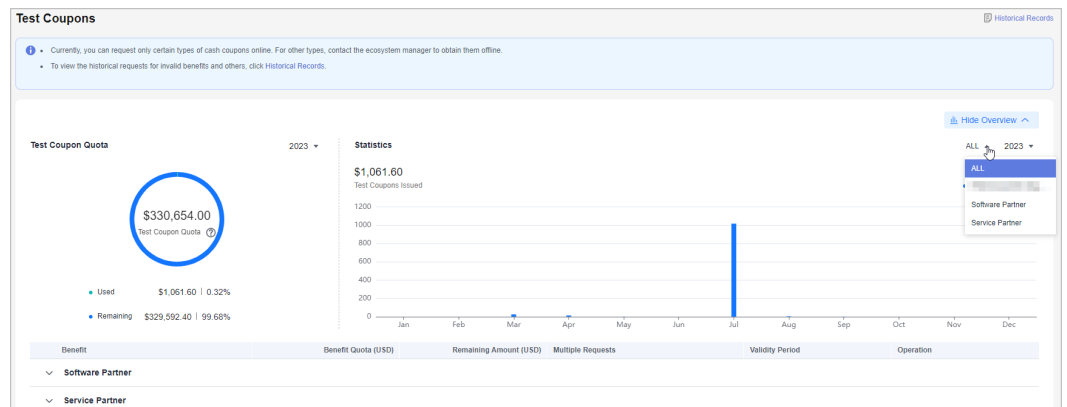 Test Coupons
Historical Records
Currently, you can request only certain types of cash coupons online. For other types, contact the ecosystem manager to obtain them offline.
To view the historical requests for invalid benefits and others, click Historical Records.
Hide Overview
Test Coupon Quota
2023
Statistics
ALL
2023
ALL
Software Partner
Service Partner
$330,654.00
Test Coupon Quota
Used $1,061.60 0.32%
Remaining $329,592.40 99.68%
$1,061.60
Test Coupons Issued
1200
1000
800
600
400
200
0
Jan Feb Mar Apr May Jun Jul Aug Sep Oct Nov Dec
Benefit Benefit Quota (USD) Remaining Amount (USD) Multiple Requests Validity Period Operation
Software Partner
Service Partner